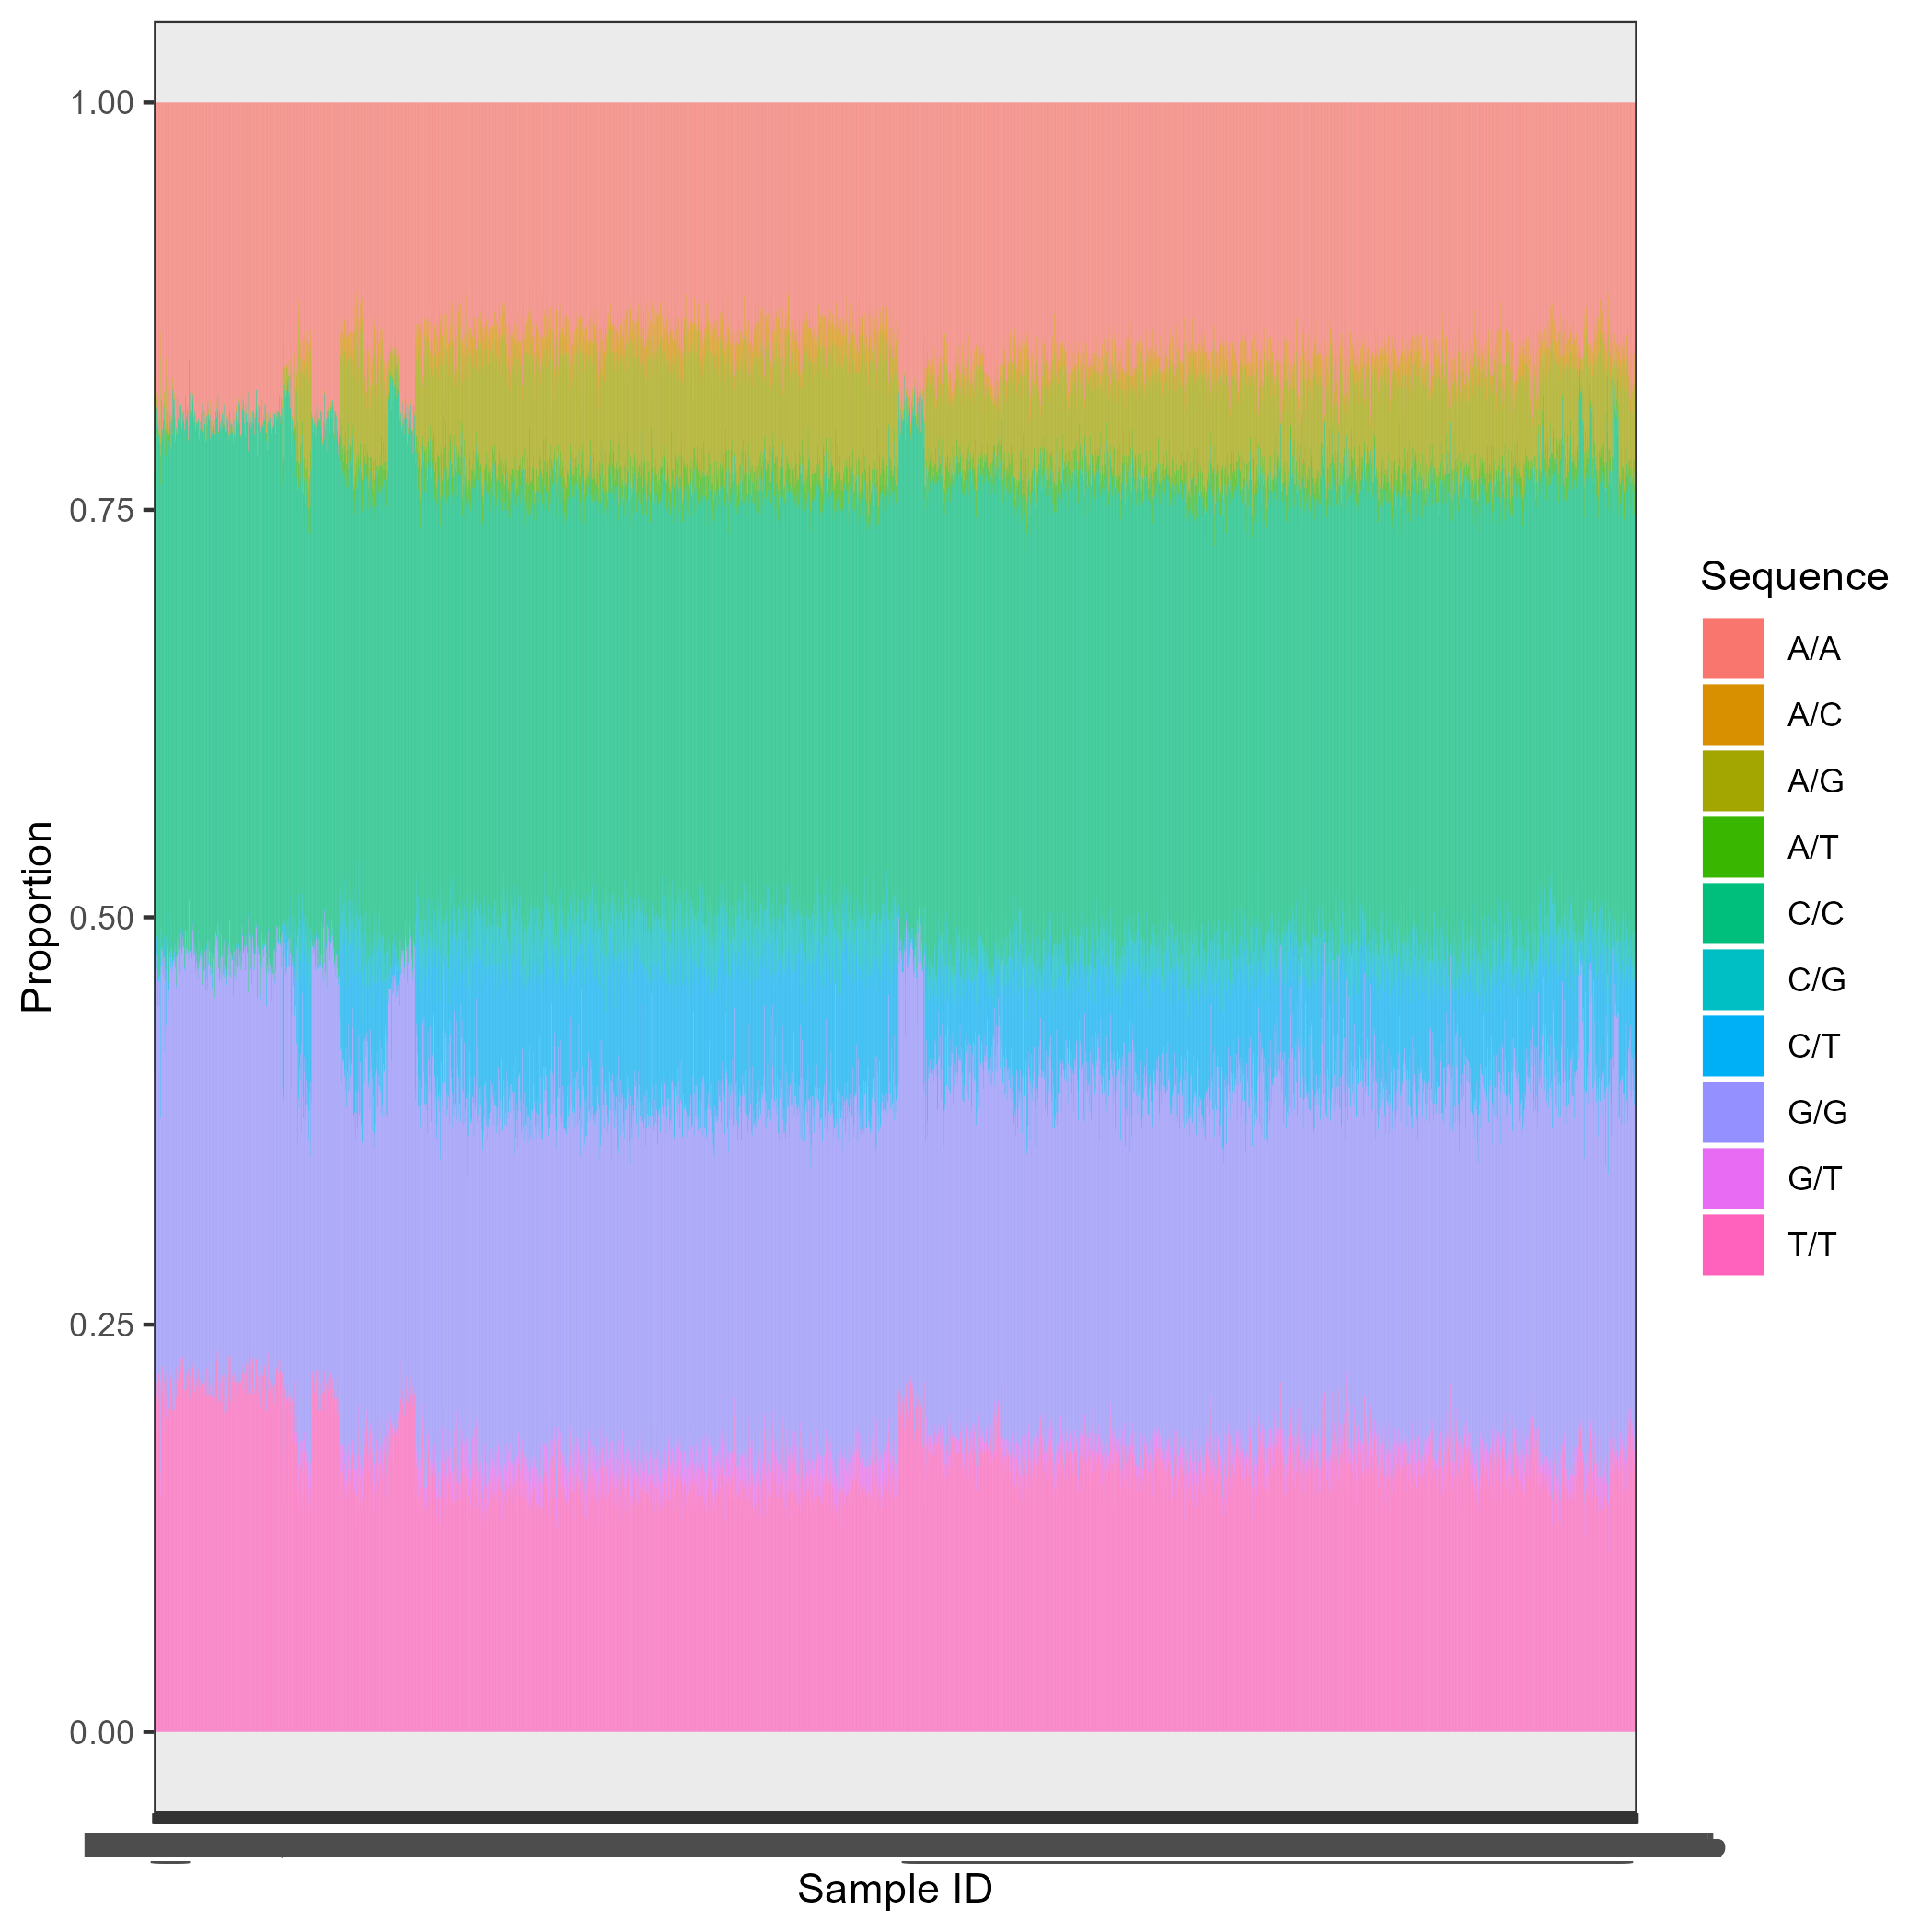 1.00
0.75
0.50
0.25
0.00
Proportion
Sample ID
Sequence
A/A
A/C
A/G
A/T
C/C
C/G
C/T
G/G
G/T
T/T